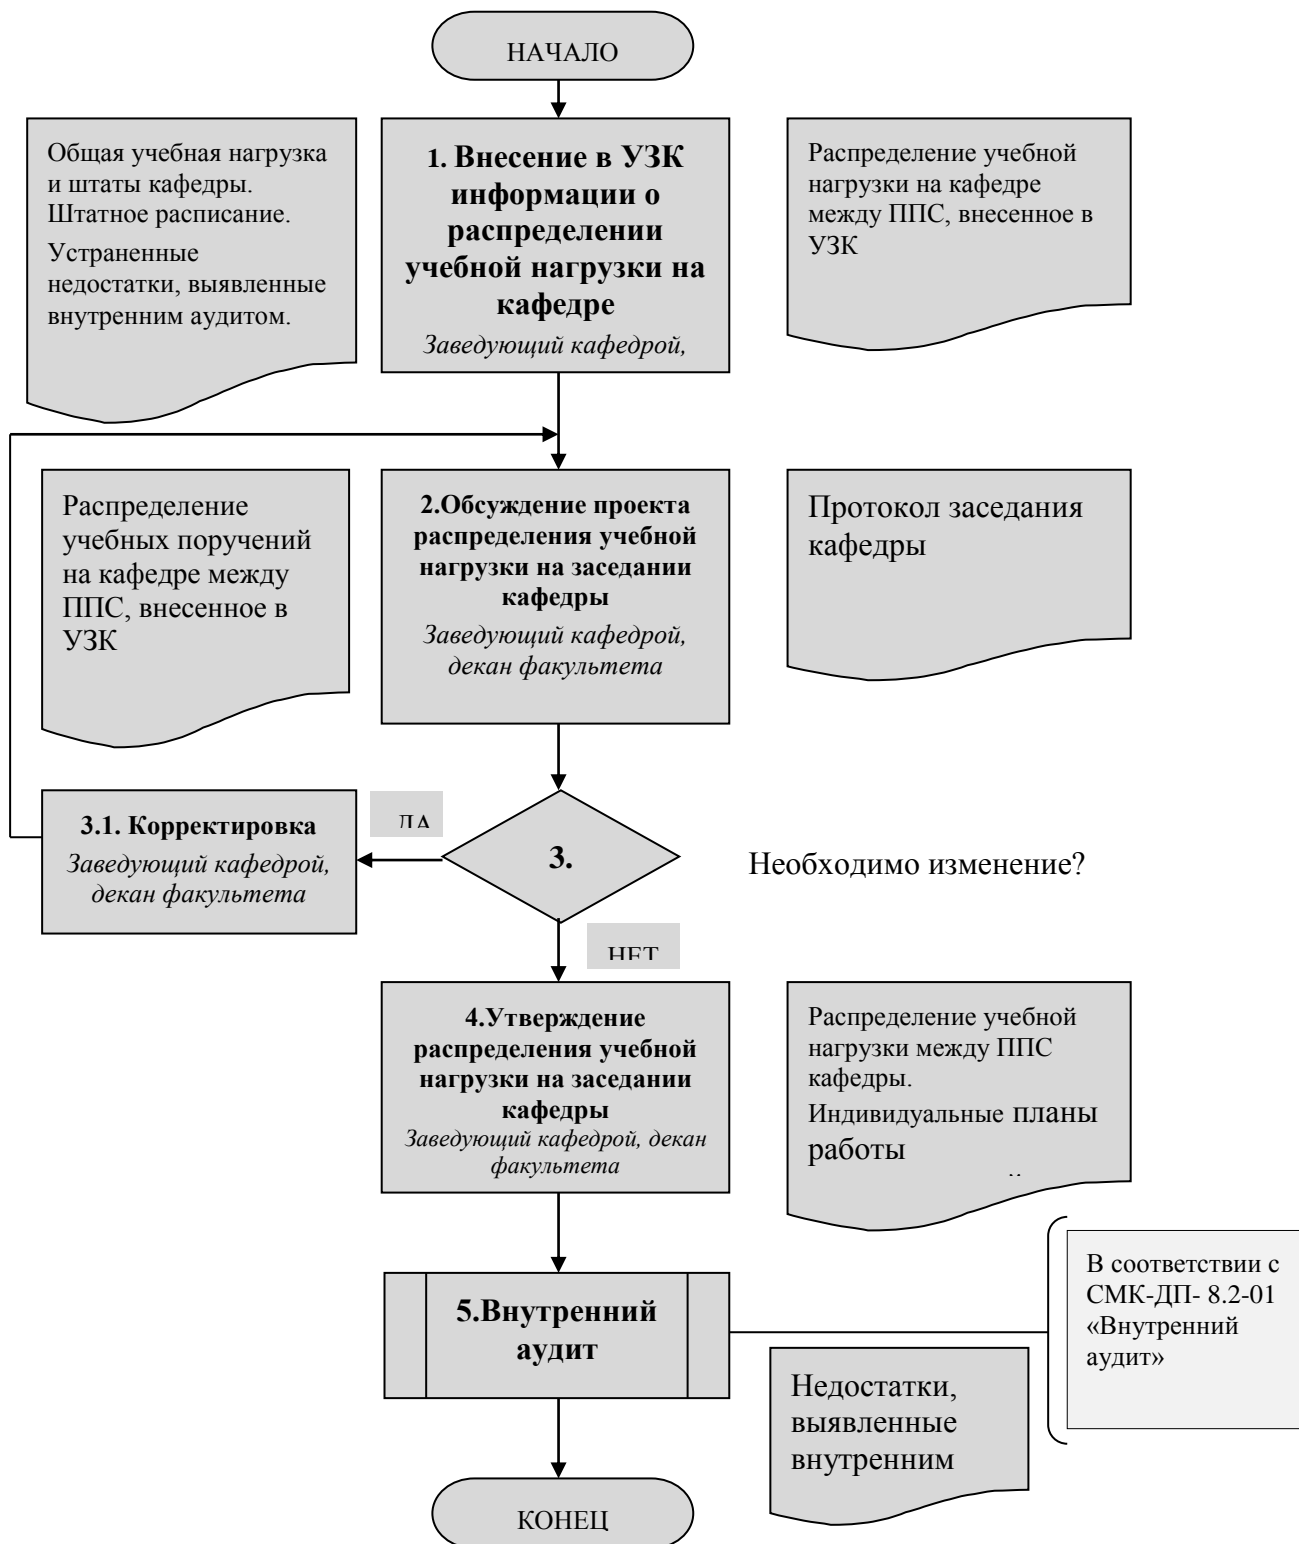 НАЧАЛО
Общая учебная нагрузка
и штаты кафедры.
Штатное расписание.
Устраненные
недостатки, выявленные
внутренним аудитом.
1. Внесение в УЗК
информации о
распределении
учебной нагрузки на
кафедре
Заведующий кафедрой,
Распределение учебной
нагрузки на кафедре
между ППС, внесенное в
УЗК
Распределение
учебных поручений
на кафедре между
ППС, внесенное в
УЗК
2.Обсуждение проекта
распределения учебной
нагрузки на заседании
кафедры
Заведующий кафедрой,
декан факультета
Протокол заседания
кафедры
3.1. Корректировка
Заведующий кафедрой,
декан факультета
ДА
3.
Необходимо изменение?
НЕТ
4.Утверждение
распределения учебной
нагрузки на заседании
кафедры
Заведующий кафедрой, декан
факультета
Распределение учебной
нагрузки между ППС
кафедры.
Индивидуальные планы
работы
5.Внутренний
аудит
В соответствии с
СМК-ДП- 8.2-01
«Внутренний
аудит»
Недостатки,
выявленные
внутренним
КОНЕЦ